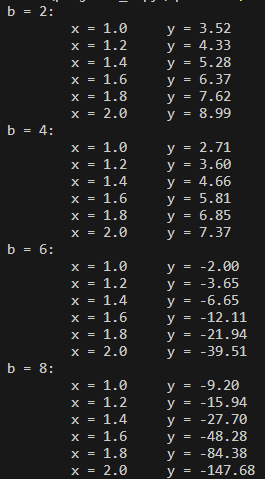 b = 2:
x = 1.0 y = 3.52
x = 1.2 y = 4.33
x = 1.4 y = 5.28
x = 1.6 y = 6.37
x = 1.8 y = 7.62
x = 2.0 y = 8.99
b = 4:
x = 1.0 y = 2.71
x = 1.2 y = 3.60
x = 1.4 y = 4.66
x = 1.6 y = 5.81
x = 1.8 y = 6.85
x = 2.0 y = 7.37
b = 6:
x = 1.0 y = -2.00
x = 1.2 y = -3.65
x = 1.4 y = -6.65
x = 1.6 y = -12.11
x = 1.8 y = -21.94
x = 2.0 y = -39.51
b = 8:
x = 1.0 y = -9.20
x = 1.2 y = -15.94
x = 1.4 y = -27.70
x = 1.6 y = -48.28
x = 1.8 y = -84.38
x = 2.0 y = -147.68